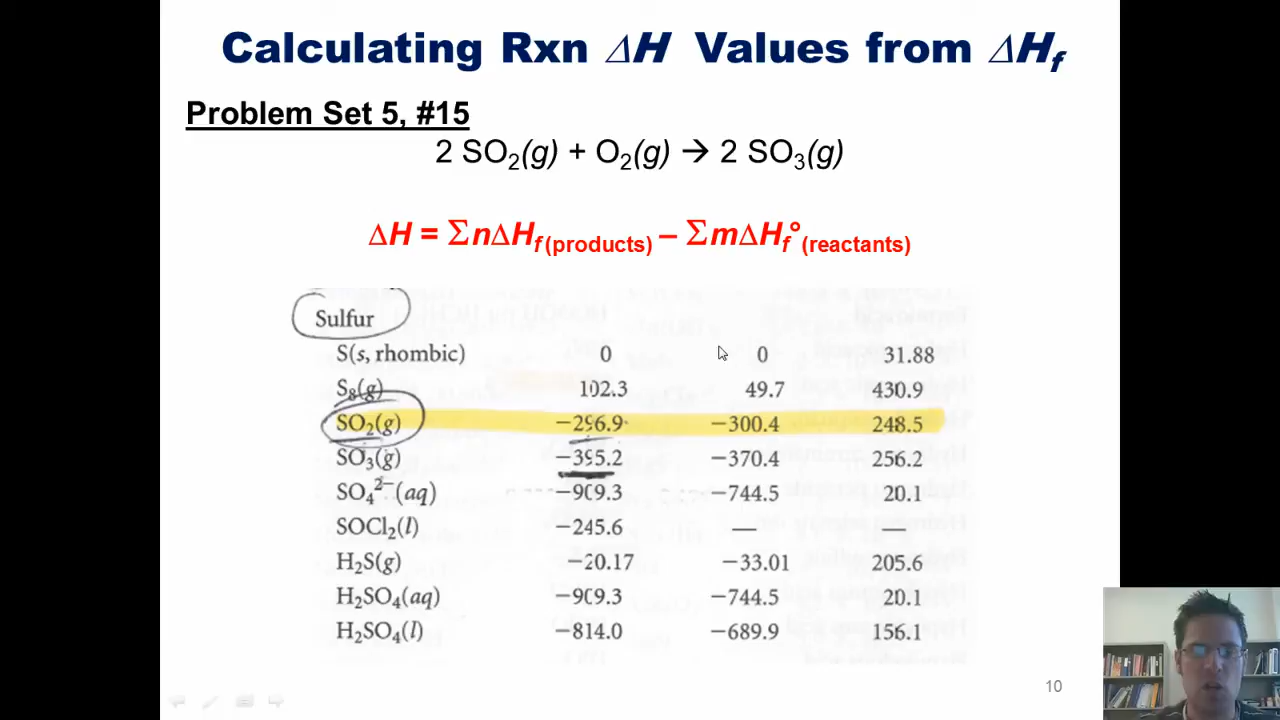 Calculating Rxn ΔH Values from ΔHf
Problem Set 5, #15
2 SO₂(g) + O₂(g) → 2 SO₃(g)
ΔH = ΣnΔHf (products) – ΣmΔHf°(reactants)
Sulfur
S(s, rhombic) 0 0 31.88
S₈(g) 102.3 49.7 430.9
SO₂(g) −296.9 −300.4 248.5
SO₃(g) −395.2 −370.4 256.2
SO₄²⁻(aq) −909.3 −744.5 20.1
SOCl₂(l) −245.6 — —
H₂S(g) −20.17 −33.01 205.6
H₂SO₄(aq) −909.3 −744.5 20.1
H₂SO₄(l) −814.0 −689.9 156.1
10